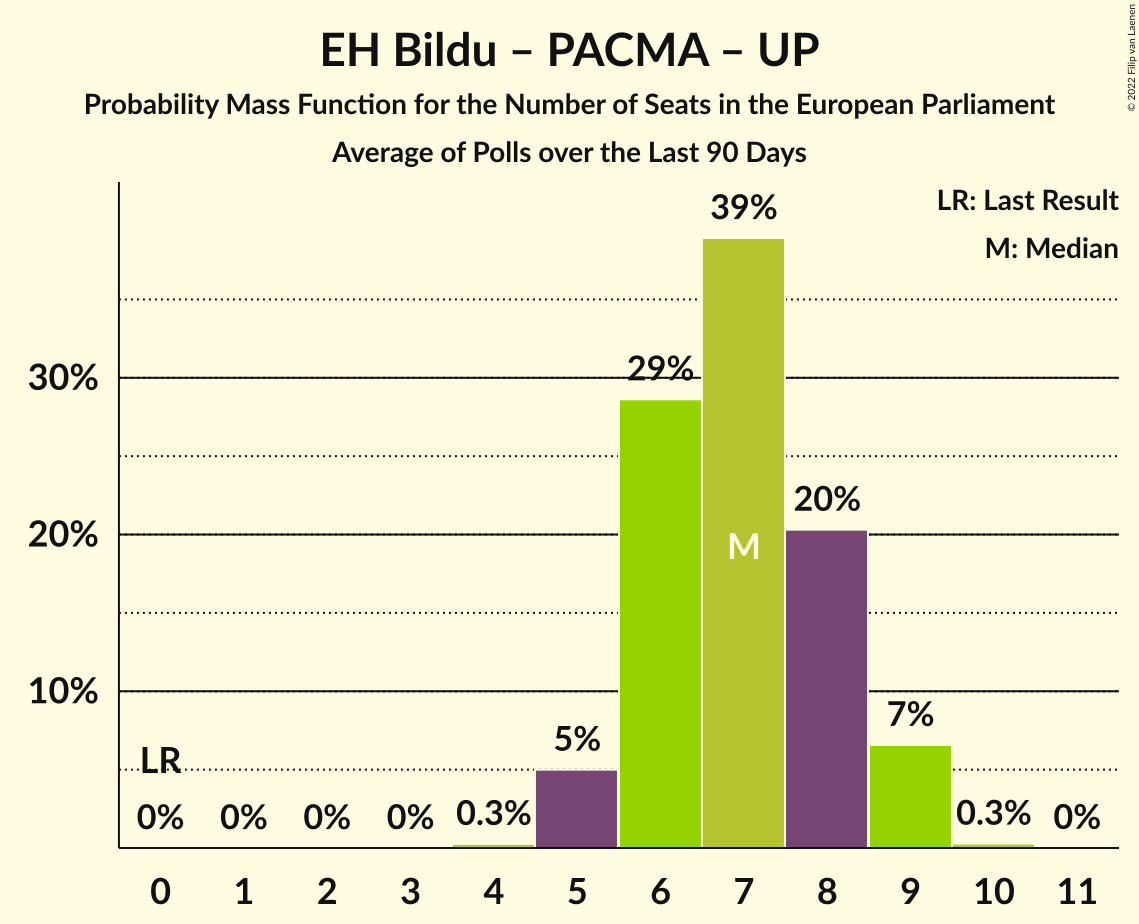 EH Bildu – PACMA – UP
Probability Mass Function for the Number of Seats in the European Parliament
Average of Polls over the Last 90 Days
© 2022 Filip van Laenen
LR: Last Result
M: Median
39%
30%
29%
20%
20%
M
10%
7%
5%
LR
0% 0% 0% 0% 0.3% 0.3% 0%
0 1 2 3 4 5 6 7 8 9 10 11